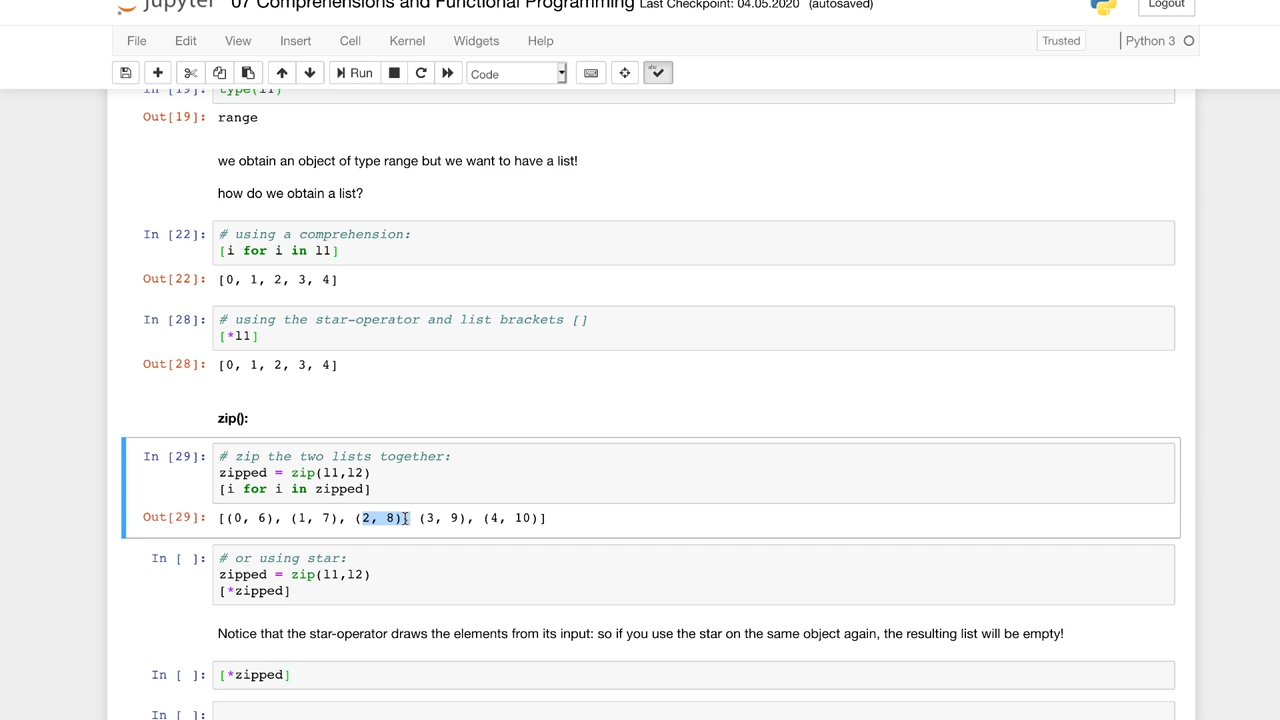 jupyter 07 Comprehensions and Functional Programming Last Checkpoint: 04.05.2020 (autosaved) Logout
File Edit View Insert Cell Kernel Widgets Help Trusted Python 3
Run Code
In [19]: type(l1)
Out[19]: range
we obtain an object of type range but we want to have a list!
how do we obtain a list?
In [22]: # using a comprehension:
[i for i in l1]
Out[22]: [0, 1, 2, 3, 4]
In [28]: # using the star-operator and list brackets []
[*l1]
Out[28]: [0, 1, 2, 3, 4]
zip():
In [29]: # zip the two lists together:
zipped = zip(l1,l2)
[i for i in zipped]
Out[29]: [(0, 6), (1, 7), (2, 8), (3, 9), (4, 10)]
In [ ]: # or using star:
zipped = zip(l1,l2)
[*zipped]
Notice that the star-operator draws the elements from its input: so if you use the star on the same object again, the resulting list will be empty!
In [ ]: [*zipped]
In [ ]: